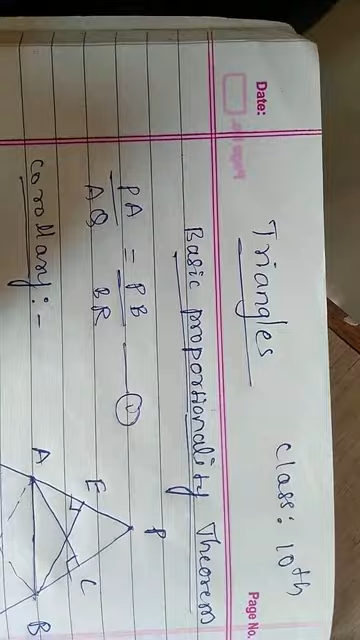 Date:
Page No.
Triangles
class: 10th
Basic proportionality Theorem
PA/AQ = PB/BR — (1)
Corollary: -
P
E
C
A
B